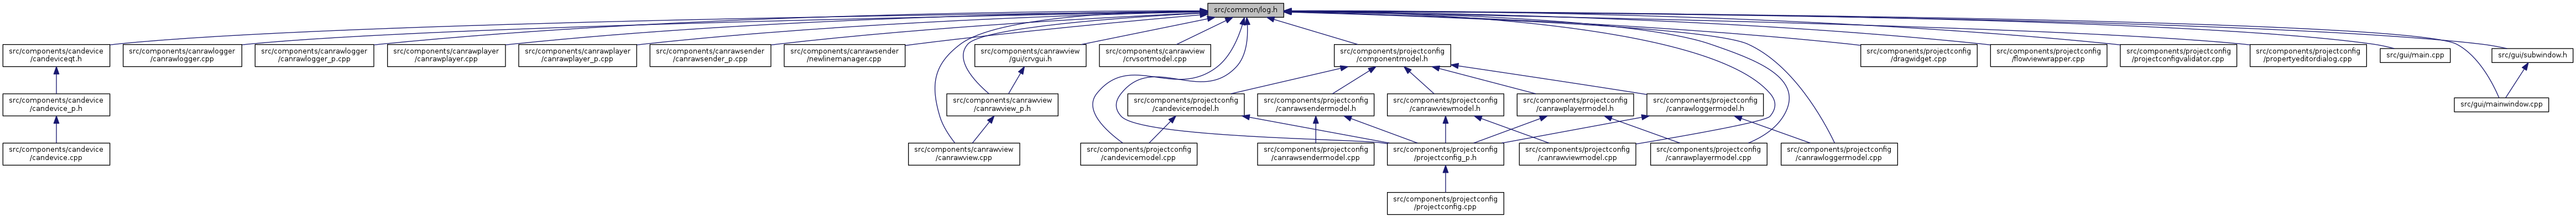 src/common/log.h
src/components/candevice
/candeviceqt.h
src/components/canrawlogger
/canrawlogger.cpp
src/components/canrawlogger
/canrawlogger_p.cpp
src/components/canrawplayer
/canrawplayer.cpp
src/components/canrawplayer
/canrawplayer_p.cpp
src/components/canrawsender
/canrawsender_p.cpp
src/components/canrawsender
/newlinemanager.cpp
src/components/canrawview
/gui/crvgui.h
src/components/canrawview
/crvsortmodel.cpp
src/components/projectconfig
/componentmodel.h
src/components/projectconfig
/dragwidget.cpp
src/components/projectconfig
/flowviewwrapper.cpp
src/components/projectconfig
/projectconfigvalidator.cpp
src/components/projectconfig
/propertyeditordialog.cpp
src/gui/main.cpp
src/gui/subwindow.h
src/components/candevice
/candevice_p.h
src/components/canrawview
/canrawview_p.h
src/components/projectconfig
/candevicemodel.h
src/components/projectconfig
/canrawsendermodel.h
src/components/projectconfig
/canrawviewmodel.h
src/components/projectconfig
/canrawplayermodel.h
src/components/projectconfig
/canrawloggermodel.h
src/gui/mainwindow.cpp
src/components/candevice
/candevice.cpp
src/components/canrawview
/canrawview.cpp
src/components/projectconfig
/candevicemodel.cpp
src/components/projectconfig
/canrawsendermodel.cpp
src/components/projectconfig
/projectconfig_p.h
src/components/projectconfig
/canrawviewmodel.cpp
src/components/projectconfig
/canrawplayermodel.cpp
src/components/projectconfig
/canrawloggermodel.cpp
src/components/projectconfig
/projectconfig.cpp